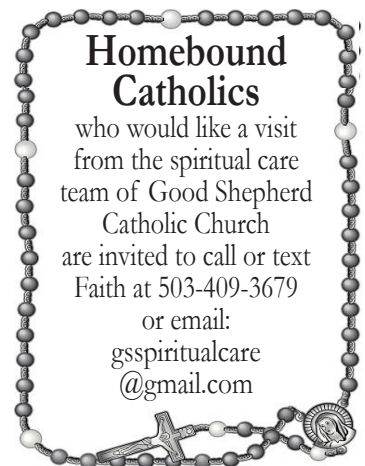 Homebound
Catholics
who would like a visit
from the spiritual care
team of Good Shepherd
Catholic Church
are invited to call or text
Faith at 503-409-3679
or email:
gsspiritualcare
@gmail.com